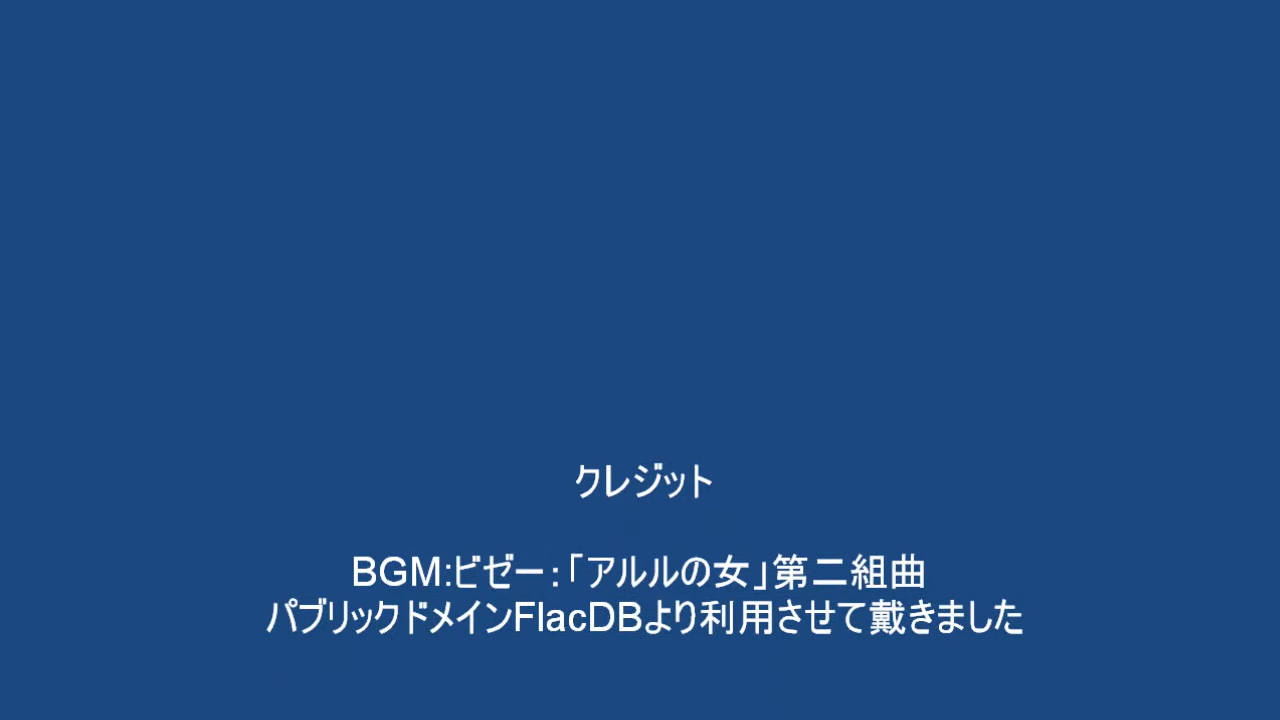 クレジット
BGM:ビゼー：「アルルの女」第二組曲
パブリックドメインFlacDBより利用させて戴きました